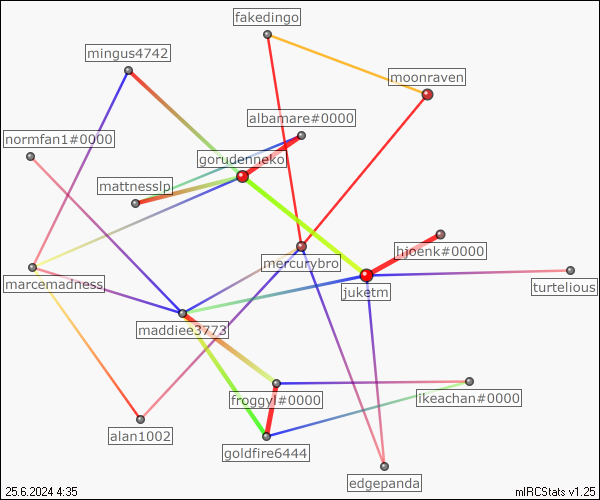 fakedingo
mingus4742
moonraven
albamare#0000
normfan1#0000
gorudenneko
mattnesslp
hjoenk#0000
mercurybro
marcemadness
turtelious
juketm
maddiee3773
froggyl#0000
ikeachan#0000
alan1002
goldfire6444
edgepanda
25.6.2024 4:35
mIRCStats v1.25